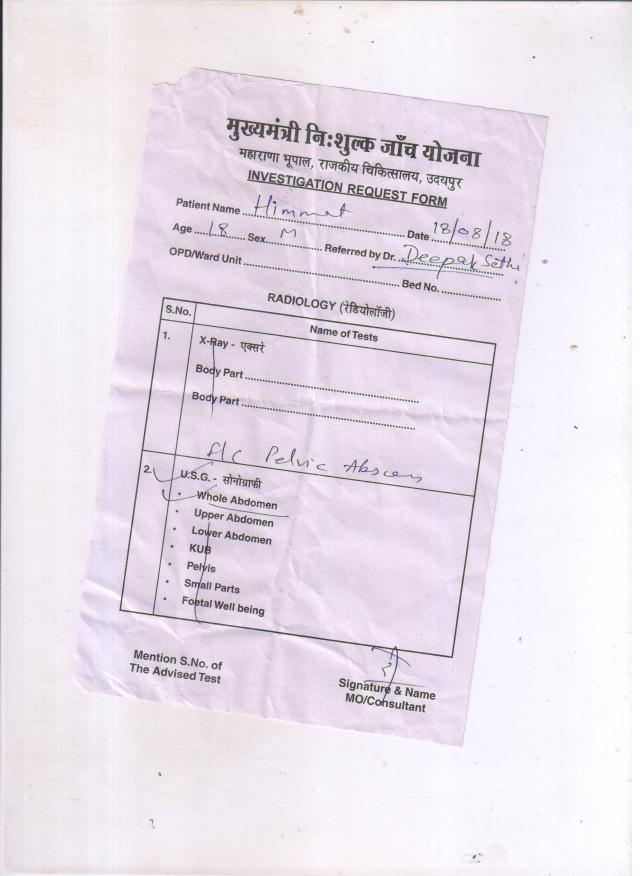 मुख्यमंत्री निःशुल्क जाँच योजना
महाराणा भूपाल, राजकीय चिकित्सालय, उदयपुर
INVESTIGATION REQUEST FORM
Patient Name Himmat Date 18/08/18
Age 18 Sex M Referred by Dr. Deepak Sethi
OPD/Ward Unit Bed No.
RADIOLOGY (रेडियोलॉजी)
S.No. Name of Tests
1. X-Ray - एक्सरे
Body Part
Body Part
Pelvic Abscess
2. U.S.G. - सोनोग्राफी
• Whole Abdomen
• Upper Abdomen
• Lower Abdomen
• KUB
• Pelvis
• Small Parts
• Foetal Well being
Mention S.No. of
The Advised Test
Signature & Name
MO/Consultant